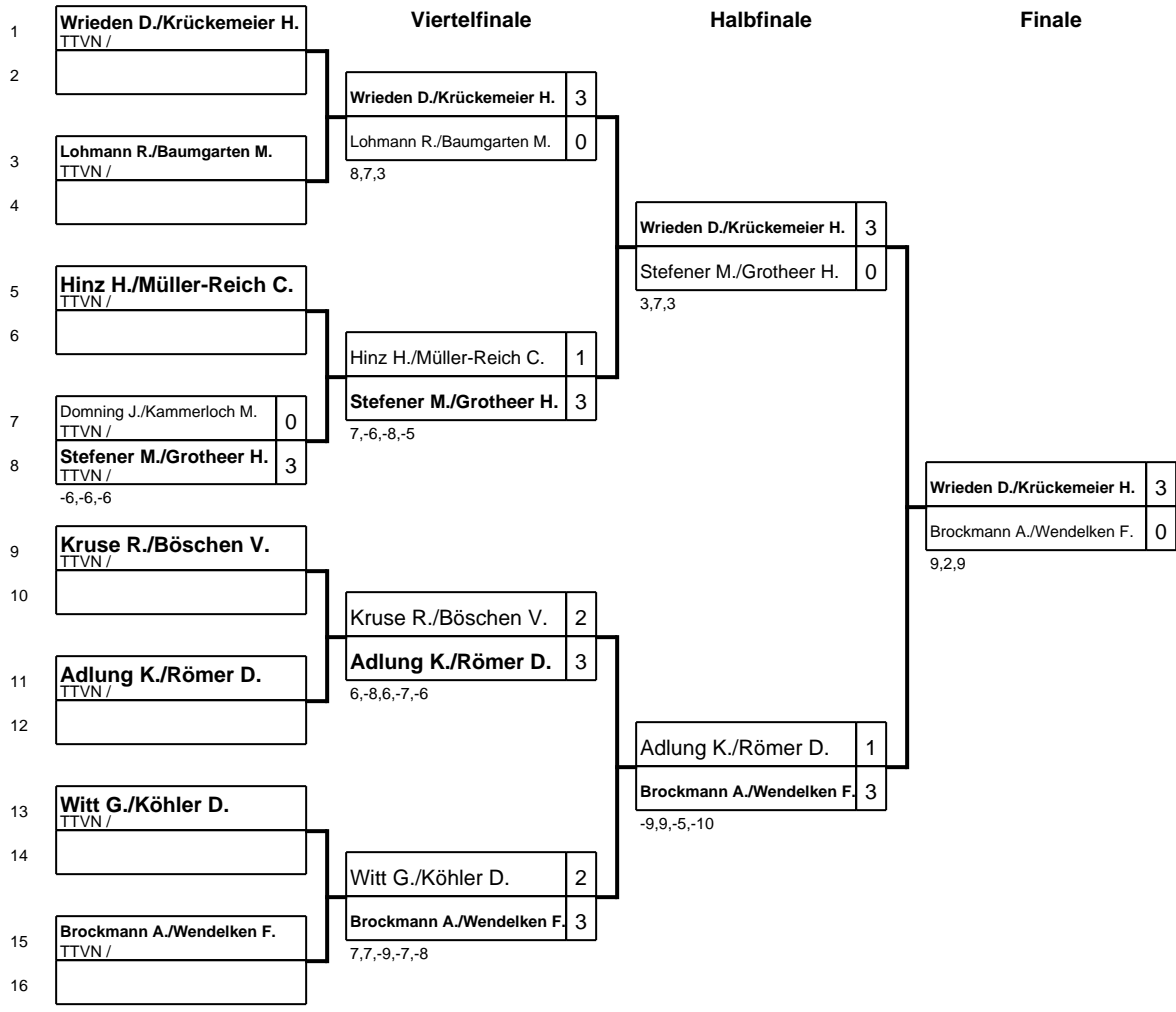 Viertelfinale
Halbfinale
Finale
1
Wrieden D./Krückemeier H.
TTVN /
2
3
Lohmann R./Baumgarten M.
TTVN /
4
5
Hinz H./Müller-Reich C.
TTVN /
6
7
Domning J./Kammerloch M. 0
TTVN /
8
Stefener M./Grotheer H. 3
TTVN /
-6,-6,-6
9
Kruse R./Böschen V.
TTVN /
10
11
Adlung K./Römer D.
TTVN /
12
13
Witt G./Köhler D.
TTVN /
14
15
Brockmann A./Wendelken F.
TTVN /
16
Wrieden D./Krückemeier H. 3
Lohmann R./Baumgarten M. 0
8,7,3
Hinz H./Müller-Reich C. 1
Stefener M./Grotheer H. 3
7,-6,-8,-5
Kruse R./Böschen V. 2
Adlung K./Römer D. 3
6,-8,6,-7,-6
Witt G./Köhler D. 2
Brockmann A./Wendelken F. 3
7,7,-9,-7,-8
Wrieden D./Krückemeier H. 3
Stefener M./Grotheer H. 0
3,7,3
Adlung K./Römer D. 1
Brockmann A./Wendelken F. 3
-9,9,-5,-10
Wrieden D./Krückemeier H. 3
Brockmann A./Wendelken F. 0
9,2,9